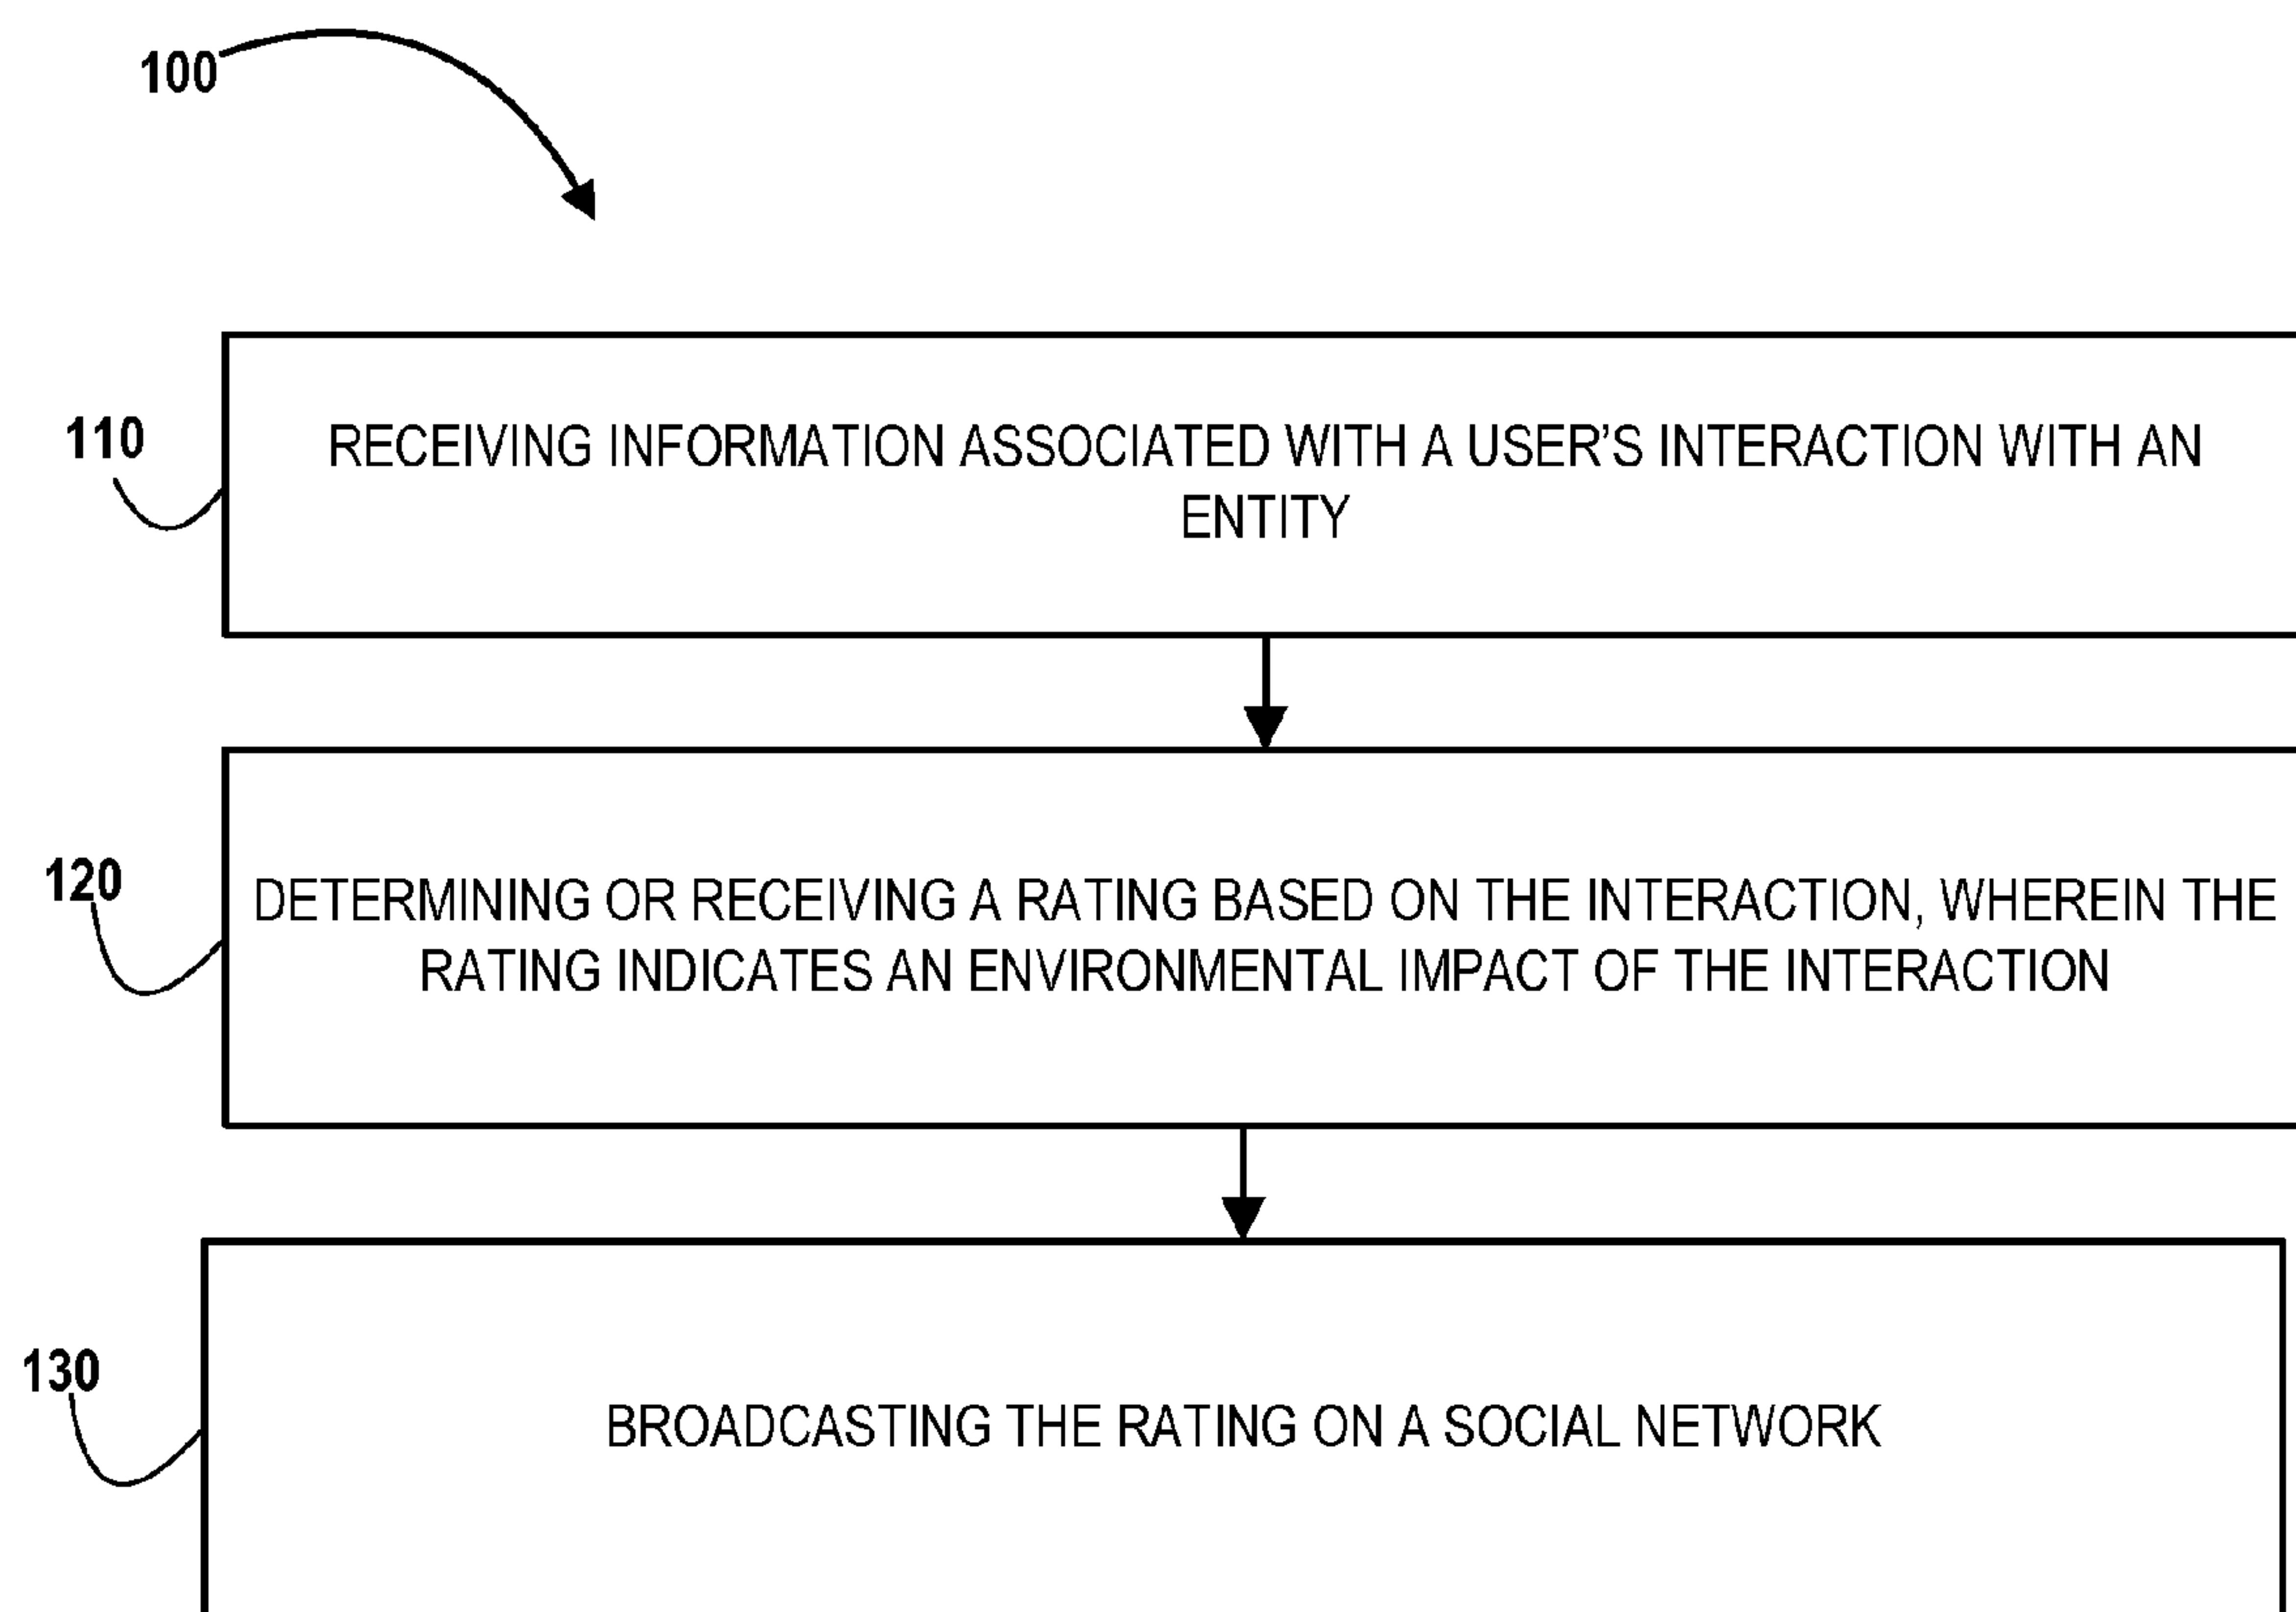 100
110
RECEIVING INFORMATION ASSOCIATED WITH A USER'S INTERACTION WITH AN
ENTITY
120
DETERMINING OR RECEIVING A RATING BASED ON THE INTERACTION, WHEREIN THE
RATING INDICATES AN ENVIRONMENTAL IMPACT OF THE INTERACTION
130
BROADCASTING THE RATING ON A SOCIAL NETWORK